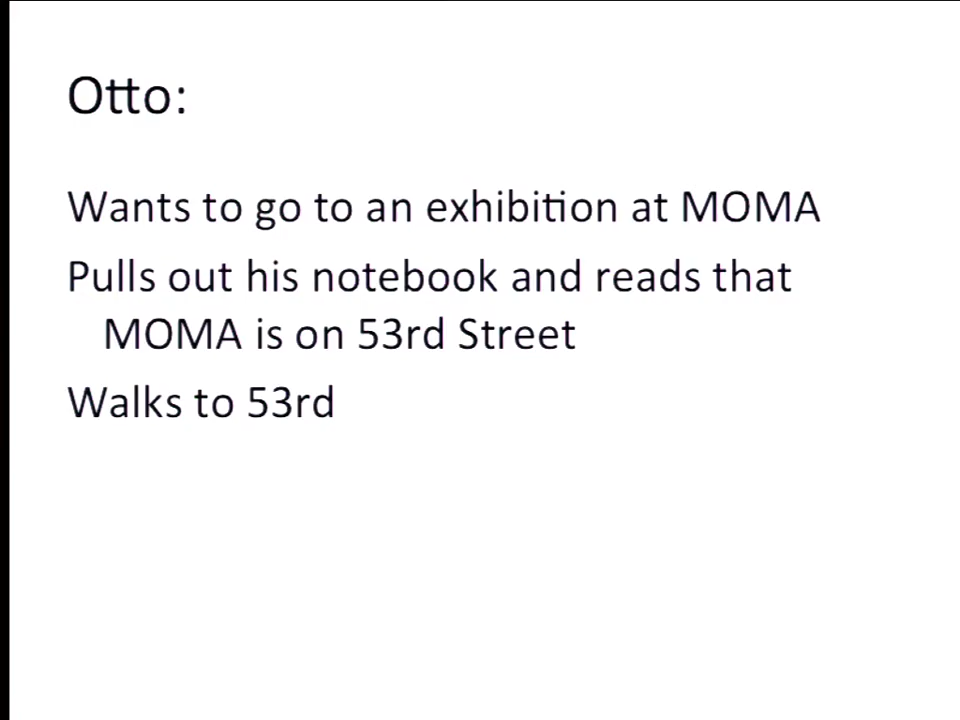 Otto:
Wants to go to an exhibition at MOMA
Pulls out his notebook and reads that
MOMA is on 53rd Street
Walks to 53rd